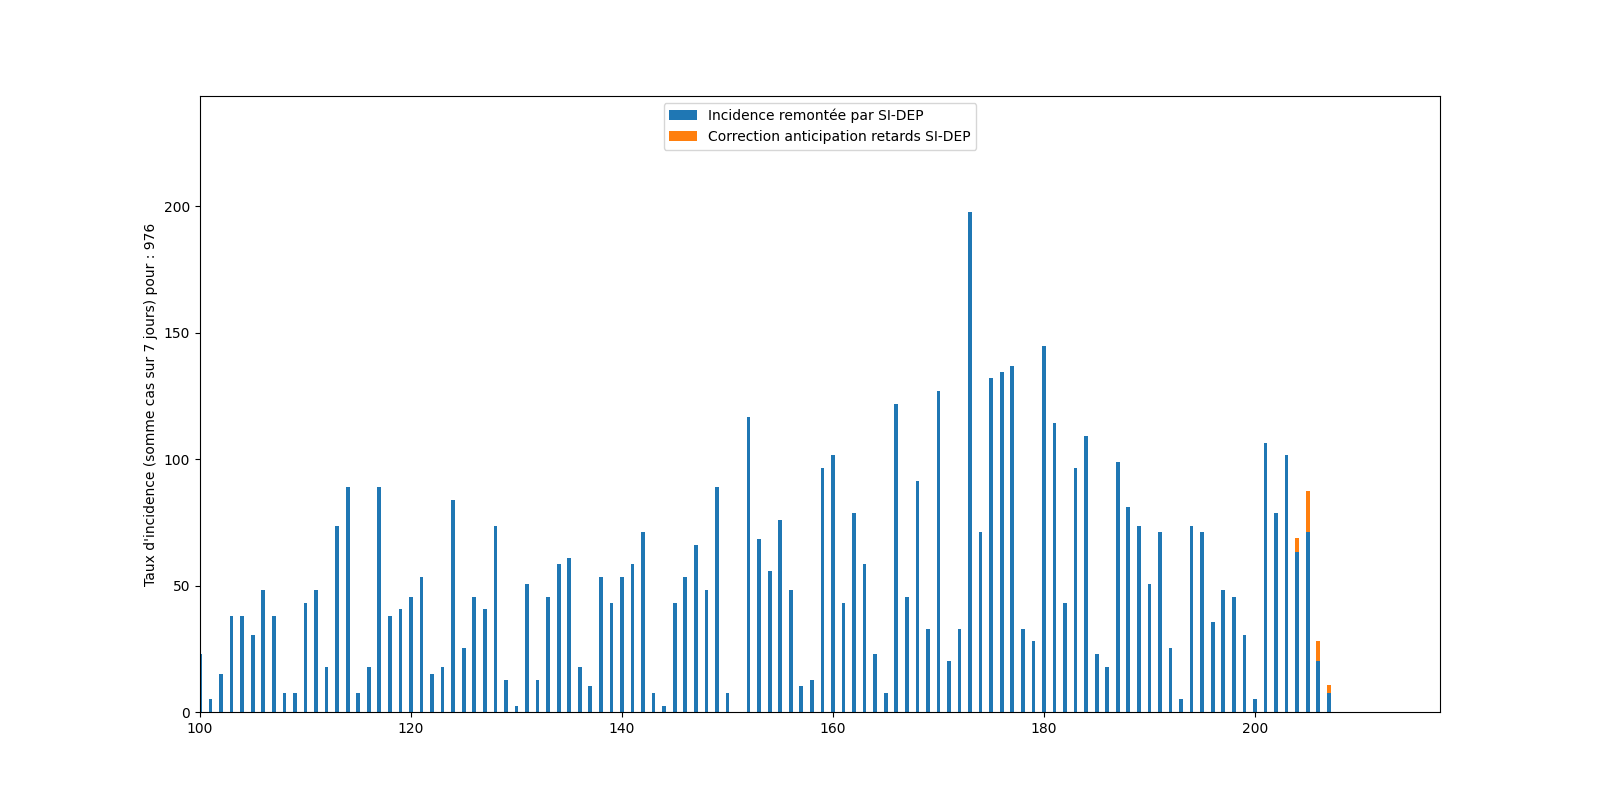 Incidence remontée par SI-DEP
Correction anticipation retards SI-DEP
Taux d'incidence (somme cas sur 7 jours) pour : 976
200
150
100
50
0
100 120 140 160 180 200